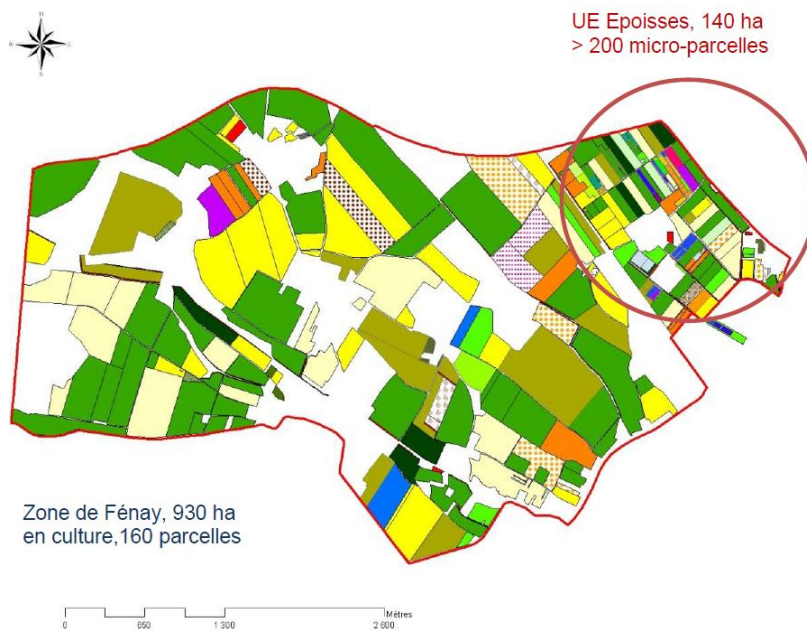 UE Epoisses, 140 ha
> 200 micro-parcelles
N
S
Zone de Fénay, 930 ha
en culture,160 parcelles
Mètres
0 650 1 300 2 600